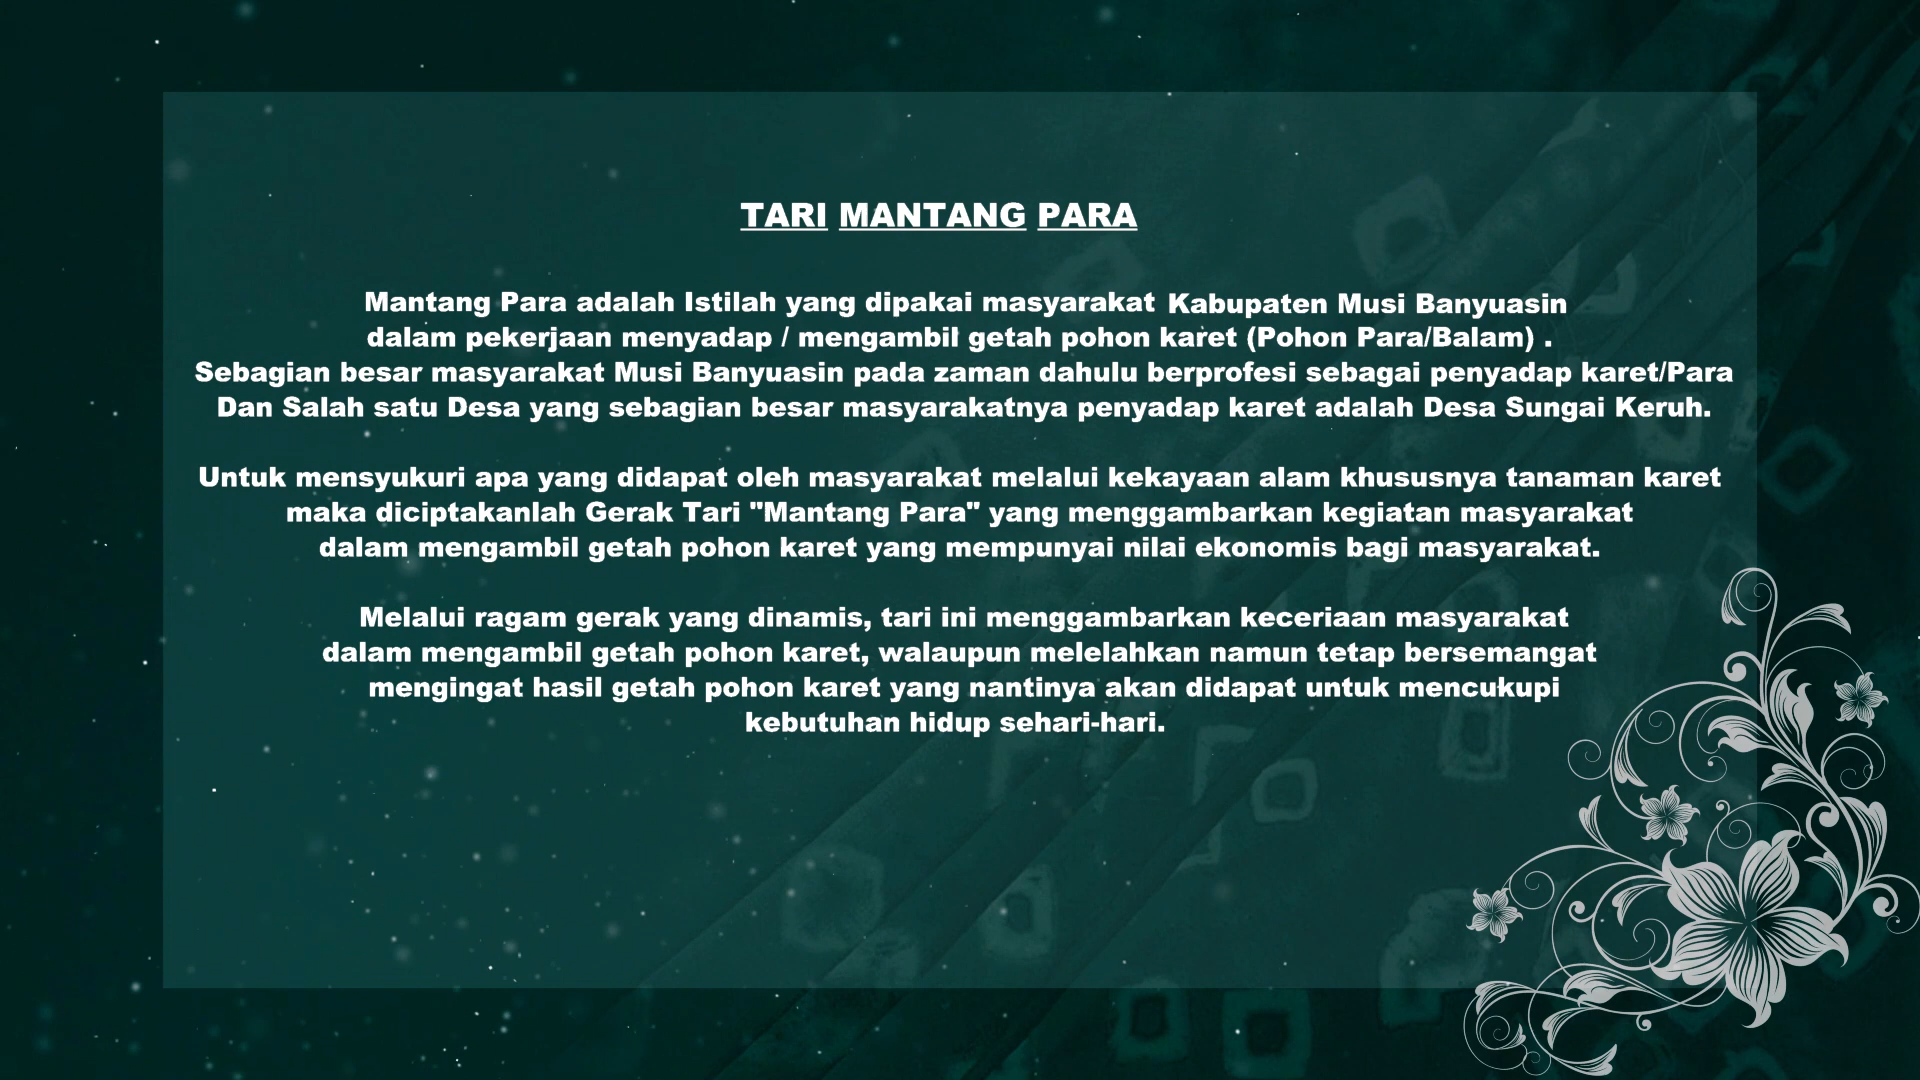 TARI MANTANG PARA
Mantang Para adalah Istilah yang dipakai masyarakat Kabupaten Musi Banyuasin
dalam pekerjaan menyadap / mengambil getah pohon karet (Pohon Para/Balam) .
Sebagian besar masyarakat Musi Banyuasin pada zaman dahulu berprofesi sebagai penyadap karet/Para
Dan Salah satu Desa yang sebagian besar masyarakatnya penyadap karet adalah Desa Sungai Keruh.
Untuk mensyukuri apa yang didapat oleh masyarakat melalui kekayaan alam khususnya tanaman karet
maka diciptakanlah Gerak Tari "Mantang Para" yang menggambarkan kegiatan masyarakat
dalam mengambil getah pohon karet yang mempunyai nilai ekonomis bagi masyarakat.
Melalui ragam gerak yang dinamis, tari ini menggambarkan keceriaan masyarakat
dalam mengambil getah pohon karet, walaupun melelahkan namun tetap bersemangat
mengingat hasil getah pohon karet yang nantinya akan didapat untuk mencukupi
kebutuhan hidup sehari-hari.